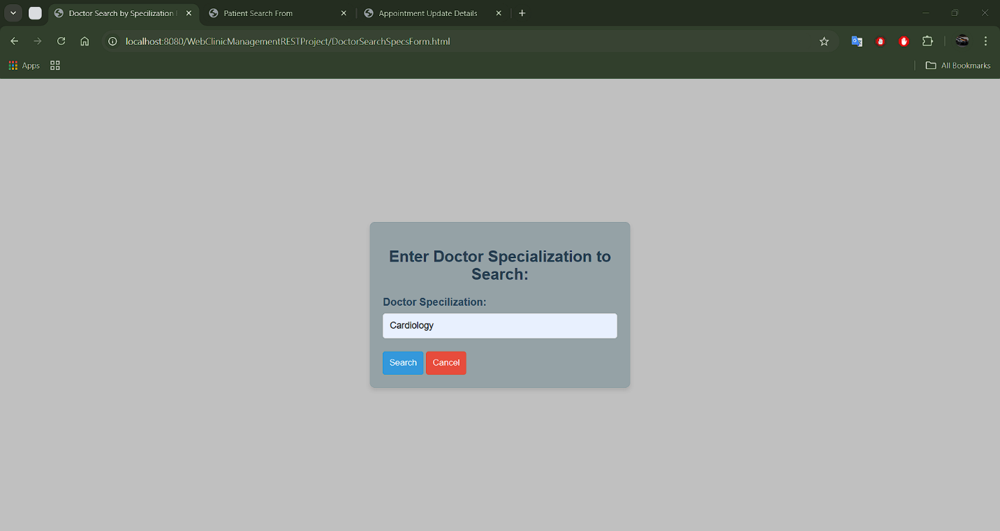 Doctor Search by Specilization
Patient Search From
Appointment Update Details
localhost:8080/WebClinicManagementRESTProject/DoctorSearchSpecsForm.html
Apps
All Bookmarks
Enter Doctor Specialization to
Search:
Doctor Specilization:
Cardiology
Search
Cancel